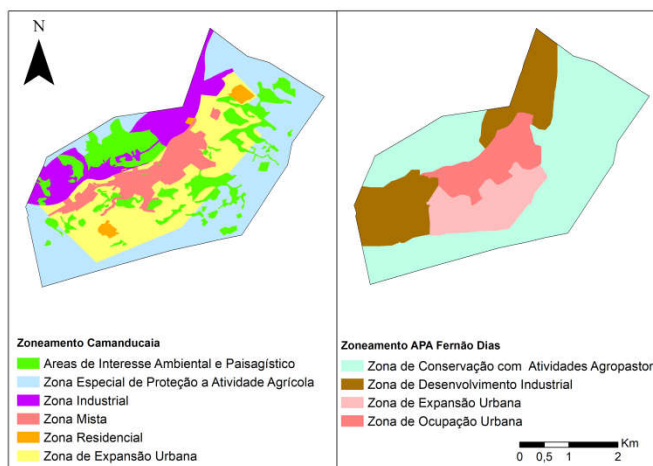 N
Zoneamento Camanducaia
Areas de Interesse Ambiental e Paisagístico
Zona Especial de Proteção a Atividade Agrícola
Zona Industrial
Zona Mista
Zona Residencial
Zona de Expansão Urbana
Zoneamento APA Fernão Dias
Zona de Conservação com Atividades Agropastor
Zona de Desenvolvimento Industrial
Zona de Expansão Urbana
Zona de Ocupação Urbana
Km
0 0,5 1 2